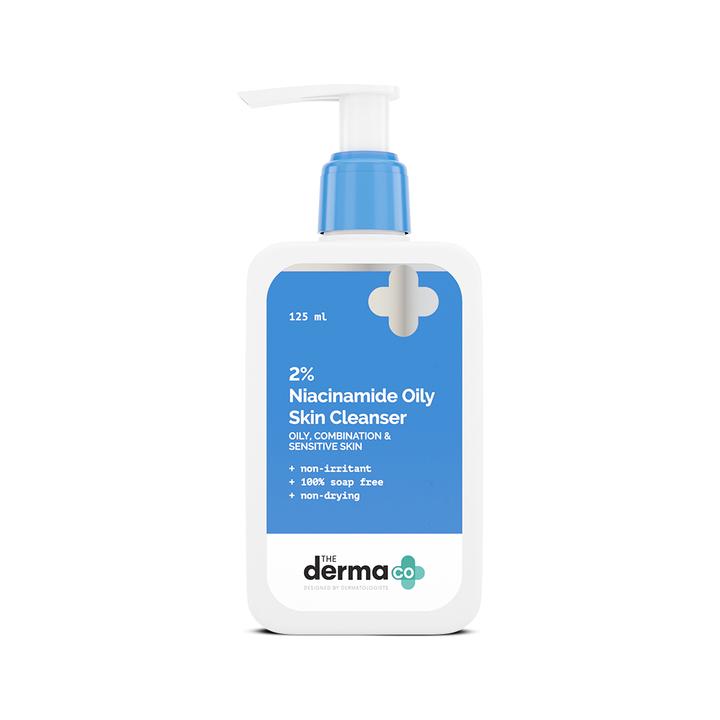 125 ml
2%
Niacinamide Oily
Skin Cleanser
OILY, COMBINATION &
SENSITIVE SKIN
+ non-irritant
+ 100% soap free
+ non-drying
THE
derma co
DESIGNED BY DERMATOLOGISTS